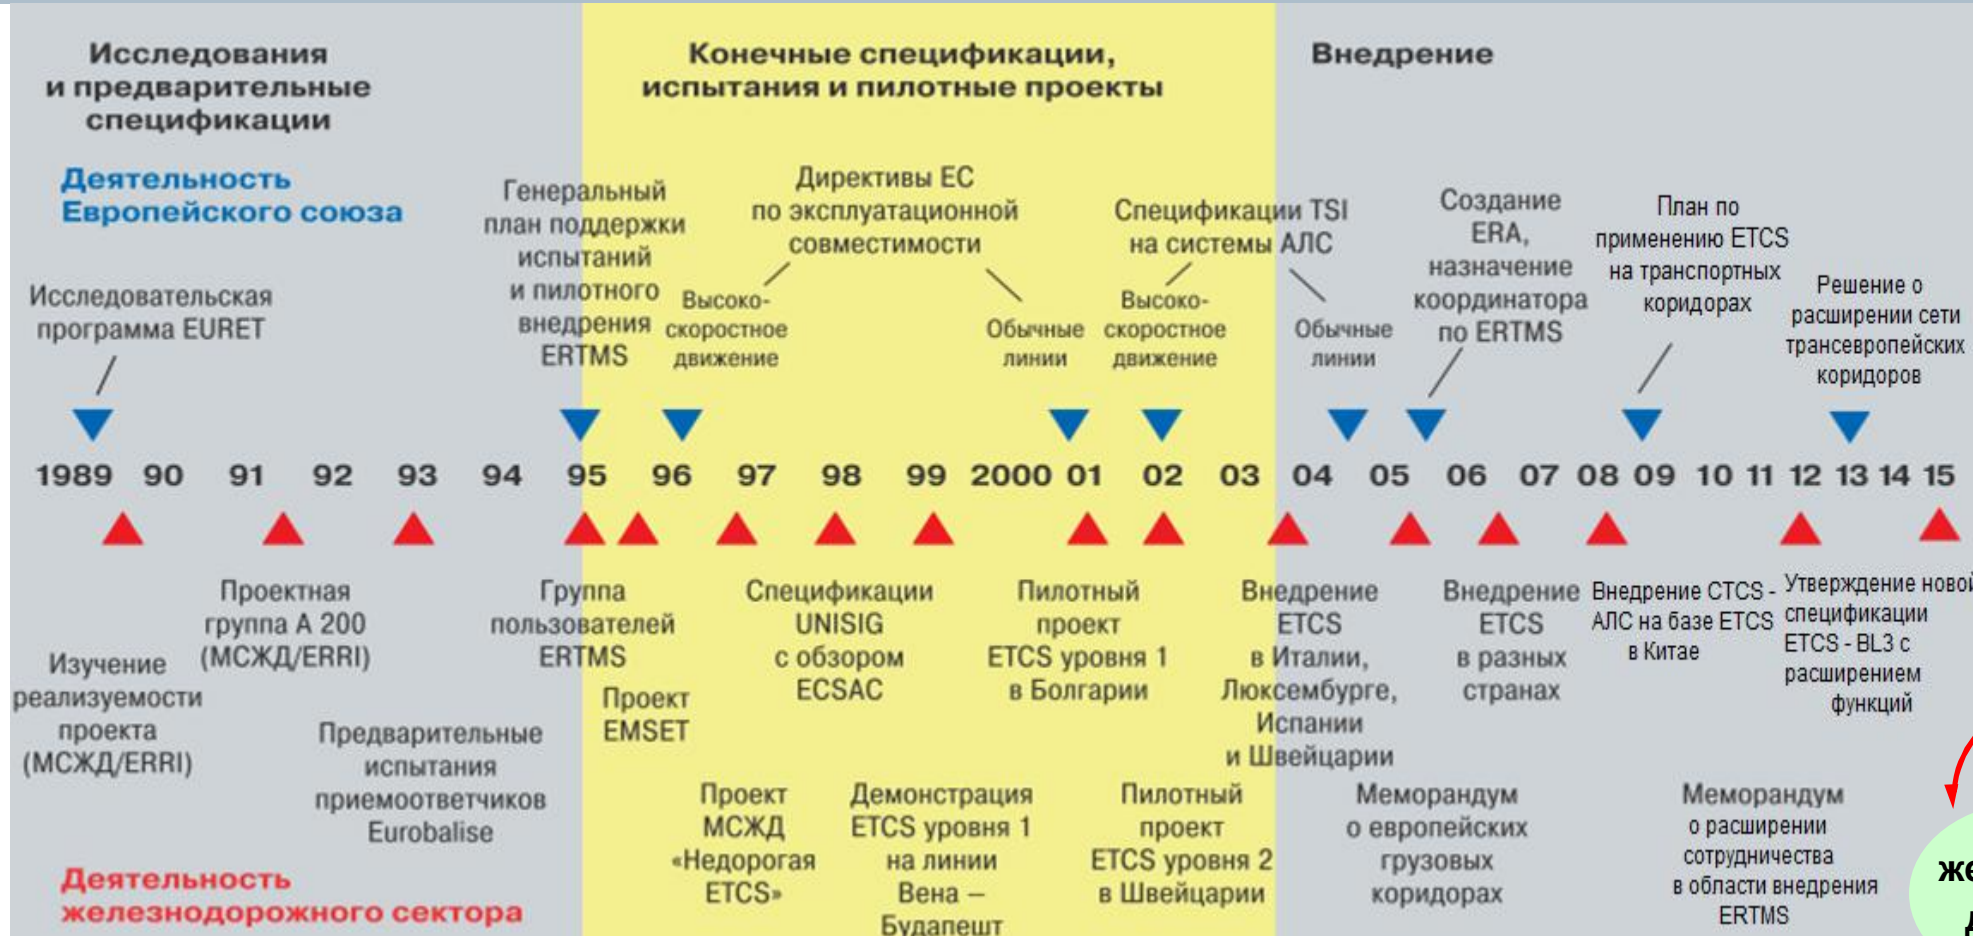 Исследования
и предварительные
спецификации
Конечные спецификации,
испытания и пилотные проекты
Внедрение
Деятельность
Европейского союза
Исследовательская
программа EURET
Генеральный
план поддержки
испытаний
и пилотного
внедрения
ERTMS
Директивы ЕС
по эксплуатационной
совместимости
Высоко-
скоростное
движение
Обычные
линии
Спецификации TSI
на системы АЛС
Высоко-
скоростное
движение
Обычные
линии
Создание
ERA,
назначение
координатора
по ERTMS
План по
применению ETCS
на транспортных
коридорах
Решение о
расширении сети
трансевропейских
коридоров
1989 90 91 92 93 94 95 96 97 98 99 2000 01 02 03 04 05 06 07 08 09 10 11 12 13 14 15
Изучение
реализуемости
проекта
(МСЖД/ERRI)
Проектная
группа А 200
(МСЖД/ERRI)
Предварительные
испытания
приемоответчиков
Eurobalise
Группа
пользователей
ERTMS
Проект
EMSET
Проект
МСЖД
«Недорогая
ETCS»
Спецификации
UNISIG
с обзором
ECSAC
Демонстрация
ETCS уровня 1
на линии
Вена –
Будапешт
Пилотный
проект
ETCS уровня 1
в Болгарии
Пилотный
проект
ETCS уровня 2
в Швейцарии
Внедрение
ETCS
в Италии,
Люксембурге,
Испании
и Швейцарии
Меморандум
о европейских
грузовых
коридорах
Внедрение
ETCS
в разных
странах
Внедрение CTCS -
АЛС на базе ETCS
в Китае
Меморандум
о расширении
сотрудничества
в области внедрения
ERTMS
Утверждение новой
спецификации
ETCS - BL3 с
расширением
функций
Деятельность
железнодорожного сектора